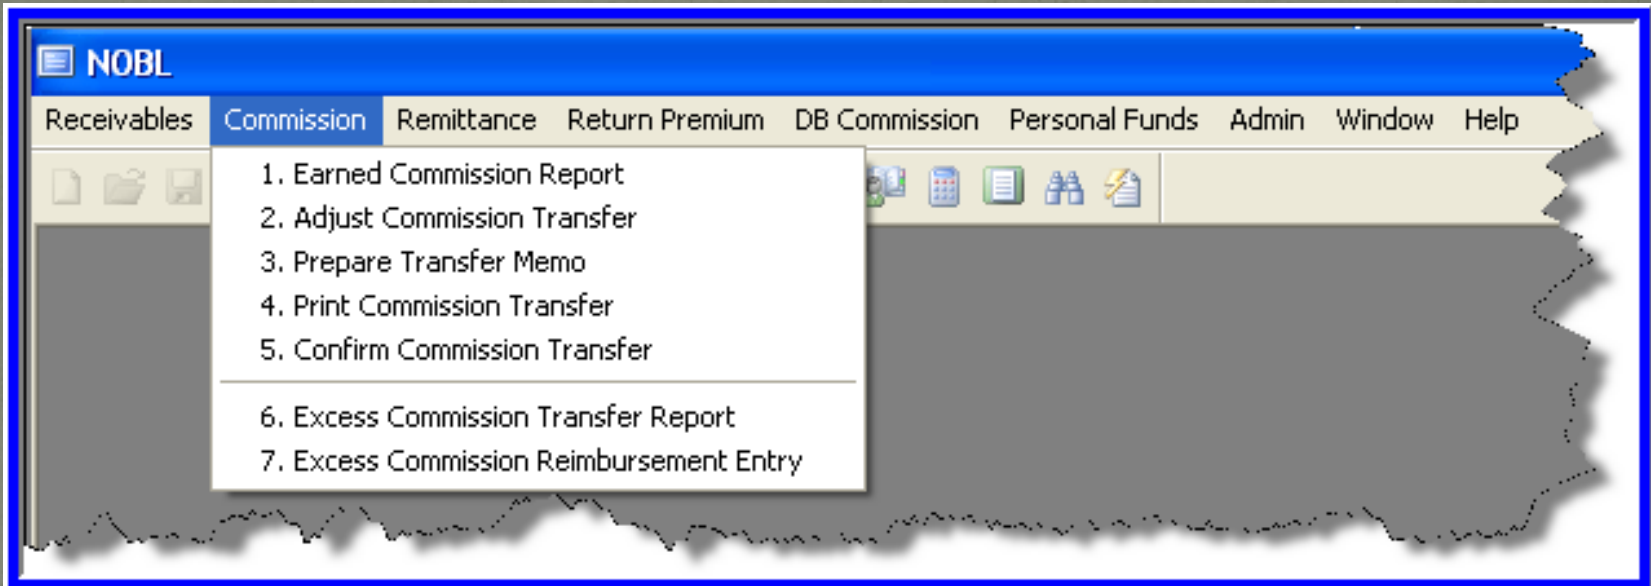 NOBL
Receivables Commission Remittance Return Premium DB Commission Personal Funds Admin Window Help
1. Earned Commission Report
2. Adjust Commission Transfer
3. Prepare Transfer Memo
4. Print Commission Transfer
5. Confirm Commission Transfer
6. Excess Commission Transfer Report
7. Excess Commission Reimbursement Entry